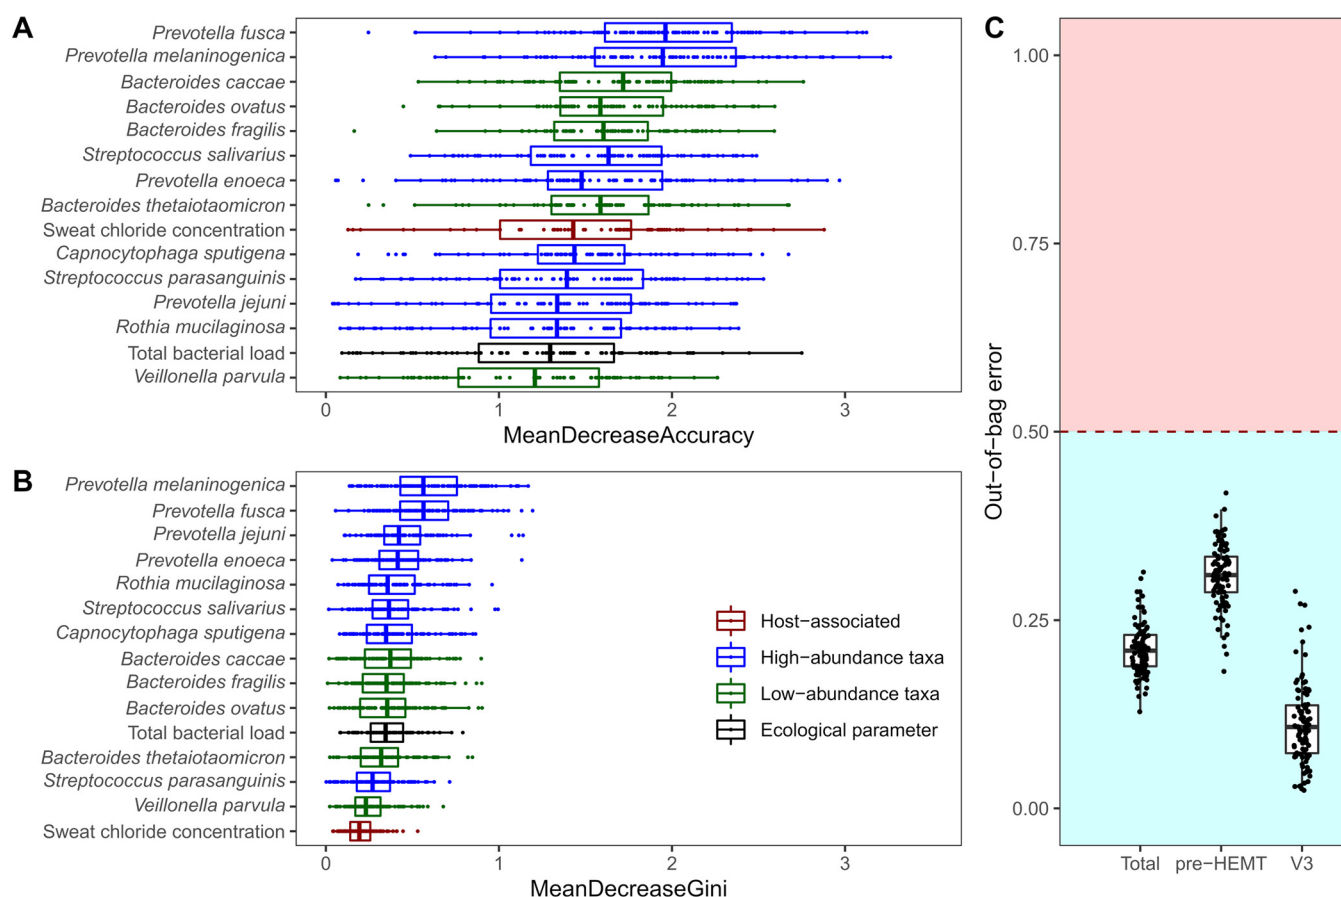 A
Prevotella fusca
Prevotella melaninogenica
Bacteroides caccae
Bacteroides ovatus
Bacteroides fragilis
Streptococcus salivarius
Prevotella enoeca
Bacteroides thetaiotaomicron
Sweat chloride concentration
Capnocytophaga sputigena
Streptococcus parasanguinis
Prevotella jejuni
Rothia mucilaginosa
Total bacterial load
Veillonella parvula
0 1 2 3
MeanDecreaseAccuracy
B
Prevotella melaninogenica
Prevotella fusca
Prevotella jejuni
Prevotella enoeca
Rothia mucilaginosa
Streptococcus salivarius
Capnocytophaga sputigena
Bacteroides caccae
Bacteroides fragilis
Bacteroides ovatus
Total bacterial load
Bacteroides thetaiotaomicron
Streptococcus parasanguinis
Veillonella parvula
Sweat chloride concentration
0 1 2 3
MeanDecreaseGini
Host−associated
High−abundance taxa
Low−abundance taxa
Ecological parameter
C
1.00
0.75
0.50
0.25
0.00
Out−of−bag error
Total pre−HEMT V3